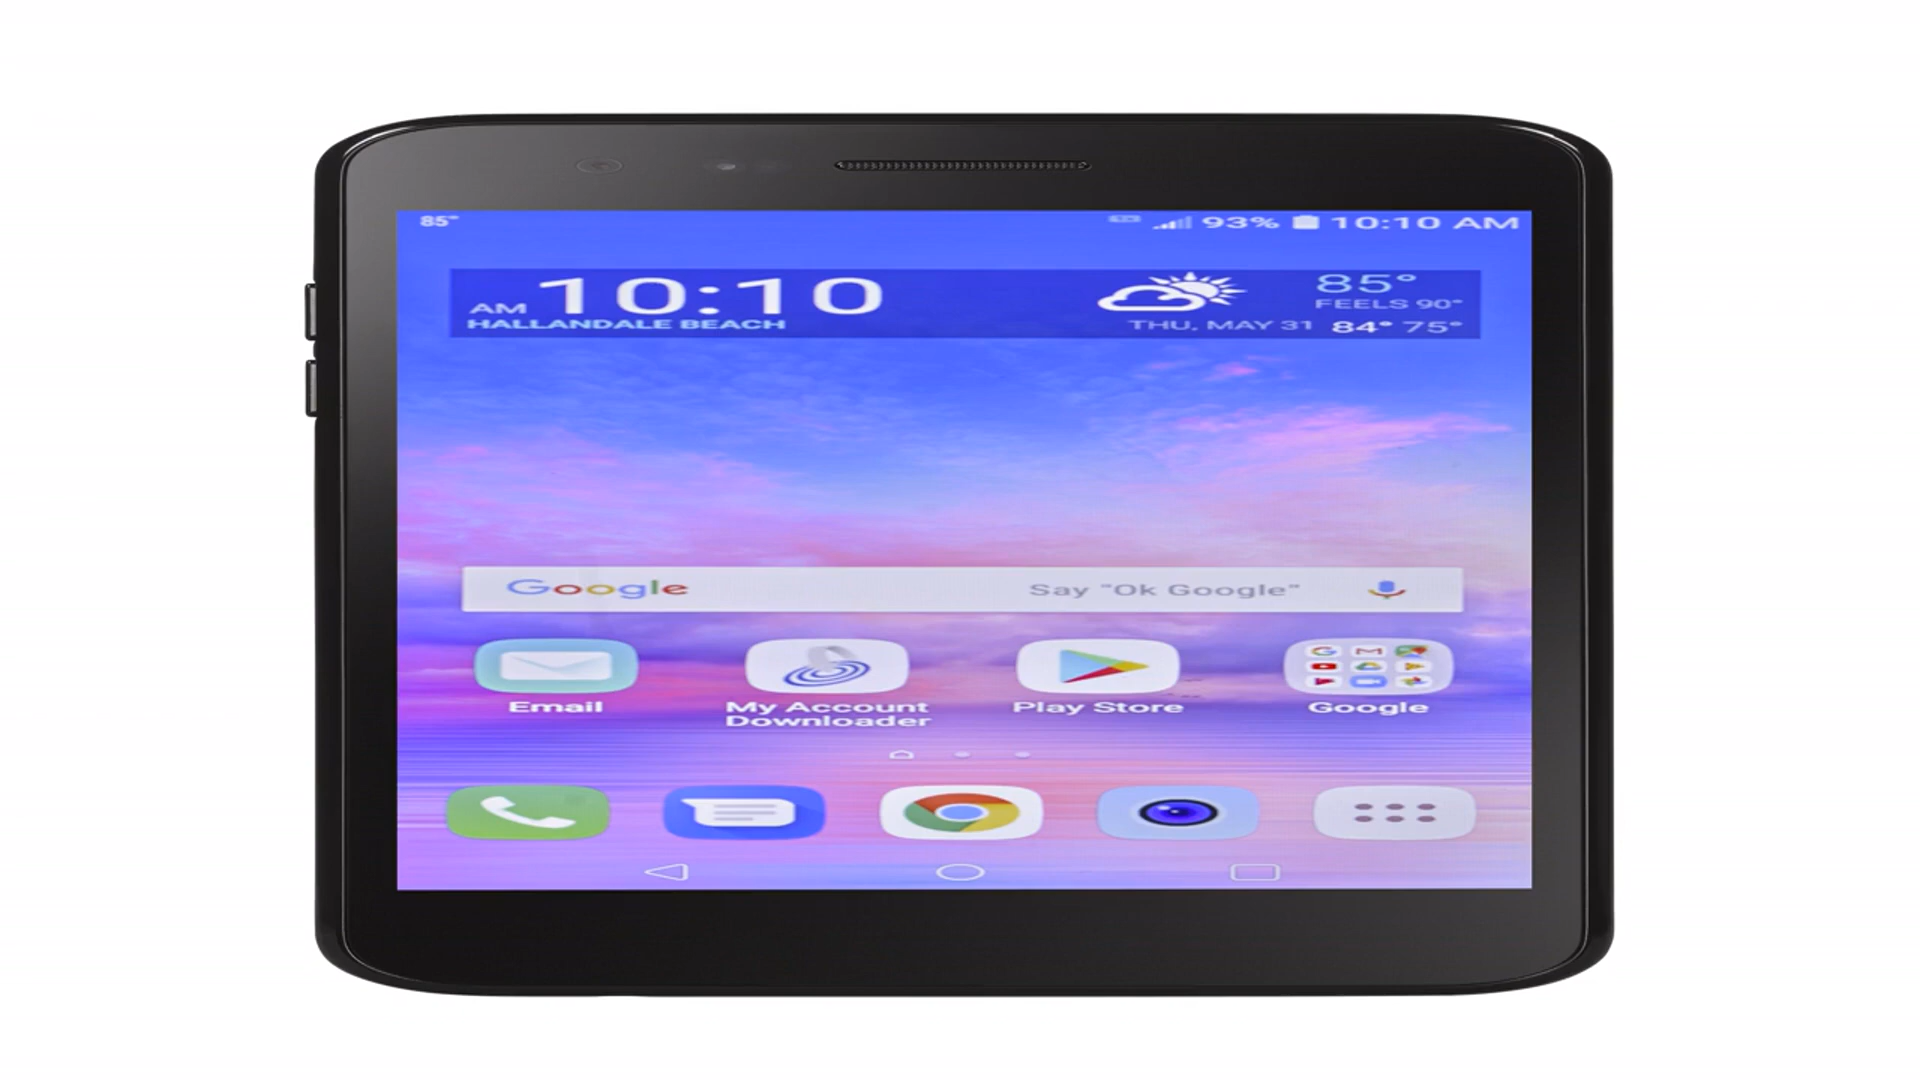 85°
93% 10:10 AM
AM 10:10
HALLANDALE BEACH
85°
FEELS 90°
THU, MAY 31 84° 75°
Google Say “Ok Google”
Email
My Account
Downloader
Play Store
Google